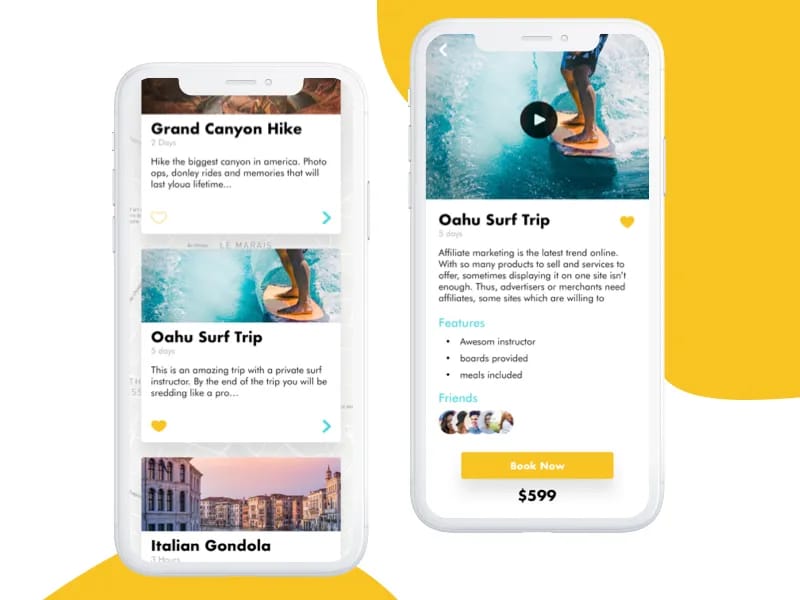 Grand Canyon Hike
2 Days
Hike the biggest canyon in america. Photo
ops, donley rides and memories that will
last yloua lifetime...
LE MARAIS
Oahu Surf Trip
5 days
This is an amazing trip with a private surf
instructor. By the end of the trip you will be
sredding like a pro...
Italian Gondola
3 Hours
Oahu Surf Trip
5 days
Affiliate marketing is the latest trend online.
With so many products to sell and services to
offer, sometimes displaying it on one site isn't
enough. Thus, advertisers or merchants need
affiliates, some sites which are willing to
Features
• Awesom instructor
• boards provided
• meals included
Friends
Book Now
$599